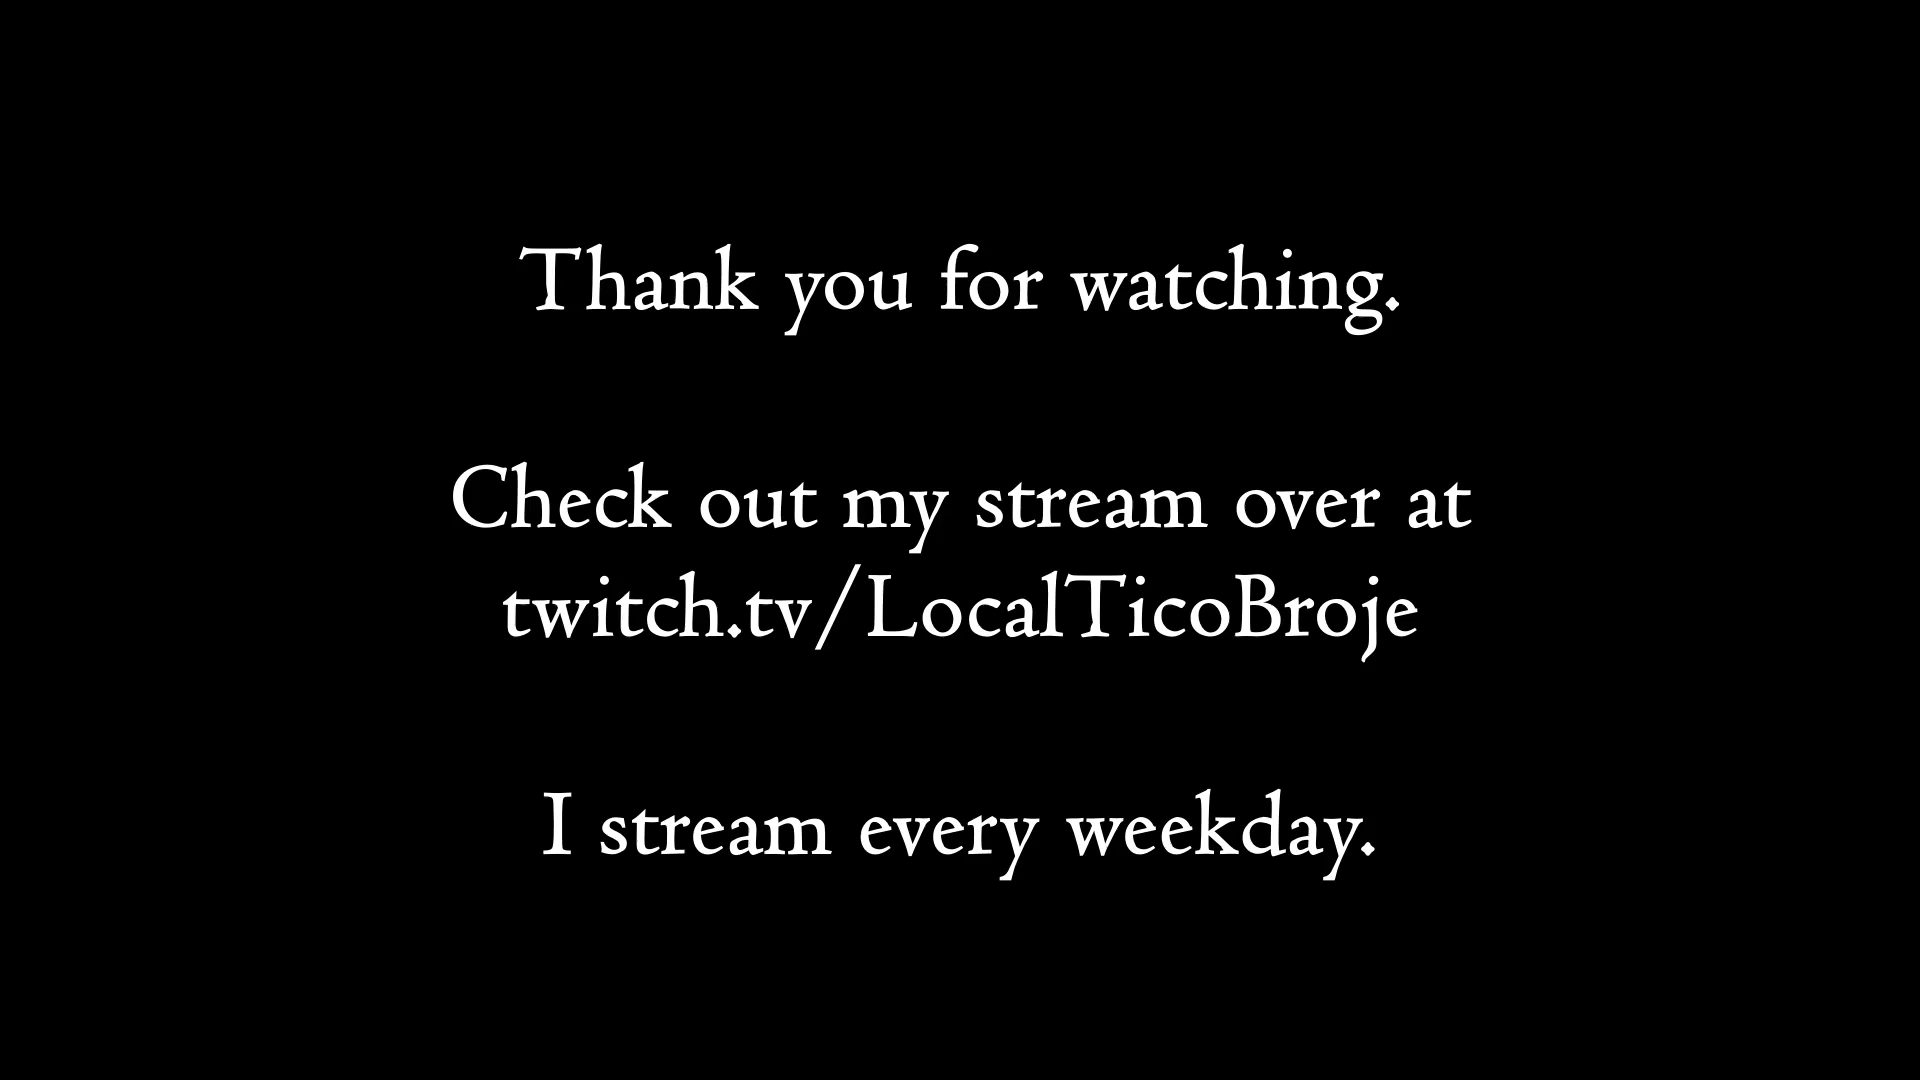 Thank you for watching.
Check out my stream over at
twitch.tv/LocalTicoBroje
I stream every weekday.